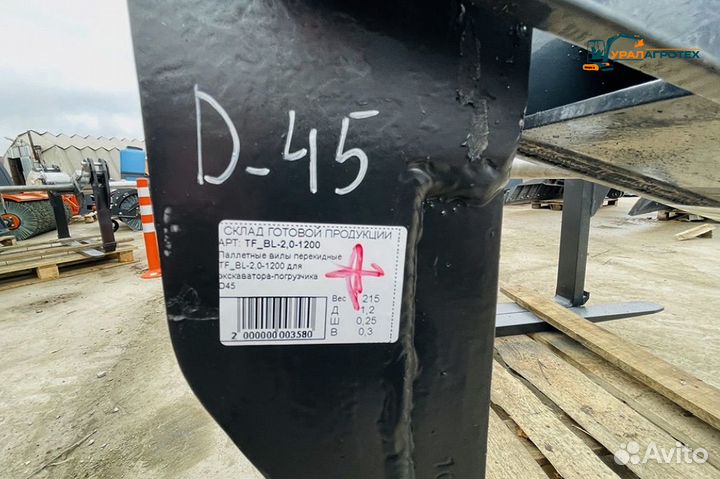 УРАЛАГРОТЕХ
D-45
СКЛАД ГОТОВОЙ ПРОДУКЦИИ
АРТ: TF_BL-2,0-1200
Паллетные вилы перекидные
TF_BL-2,0-1200 для
экскаватора-погрузчика
D45
Вес 215
Д 1,2
Ш 0,25
В 0,3
2 000000 003580
Avito